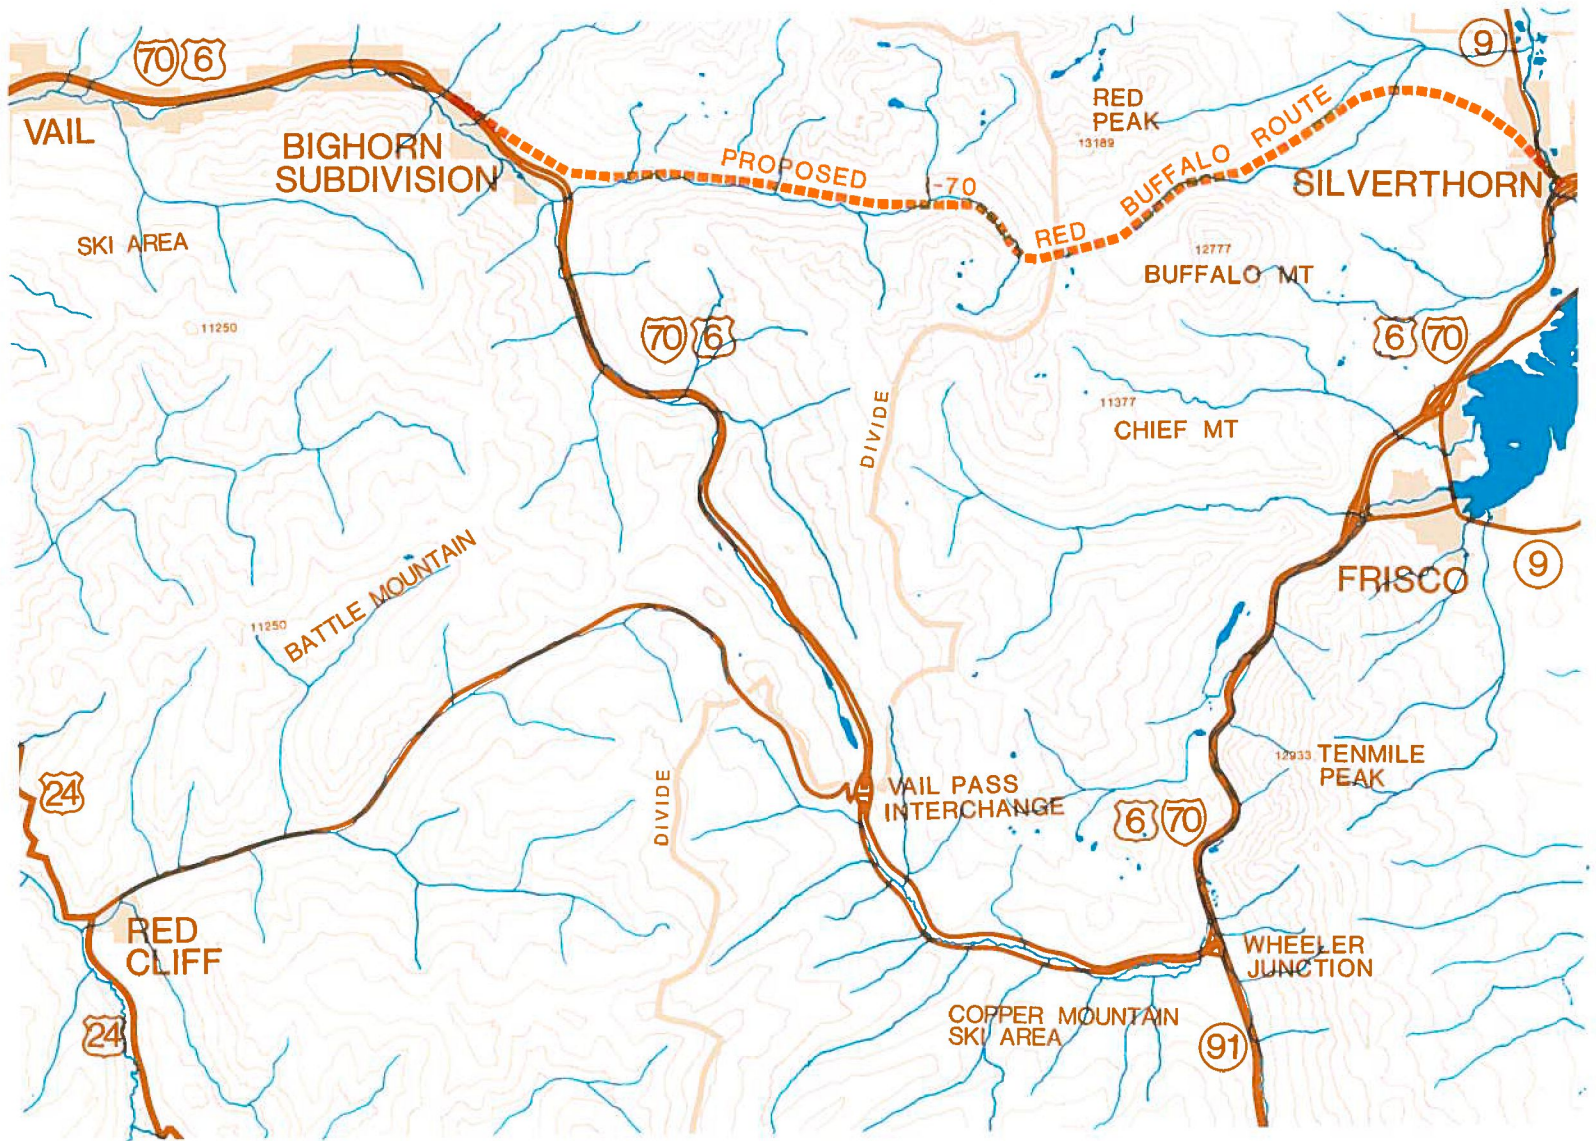 70 6
9
VAIL
BIGHORN
SUBDIVISION
SKI AREA
11250
RED
PEAK
13189
PROPOSED
-70
RED BUFFALO ROUTE
SILVERTHORN
12777
BUFFALO MT
70 6
6 70
11377
CHIEF MT
DIVIDE
BATTLE MOUNTAIN
11250
FRISCO
9
24
DIVIDE
VAIL PASS
INTERCHANGE
12933
TENMILE
PEAK
6 70
RED
CLIFF
WHEELER
JUNCTION
24
COPPER MOUNTAIN
SKI AREA
91